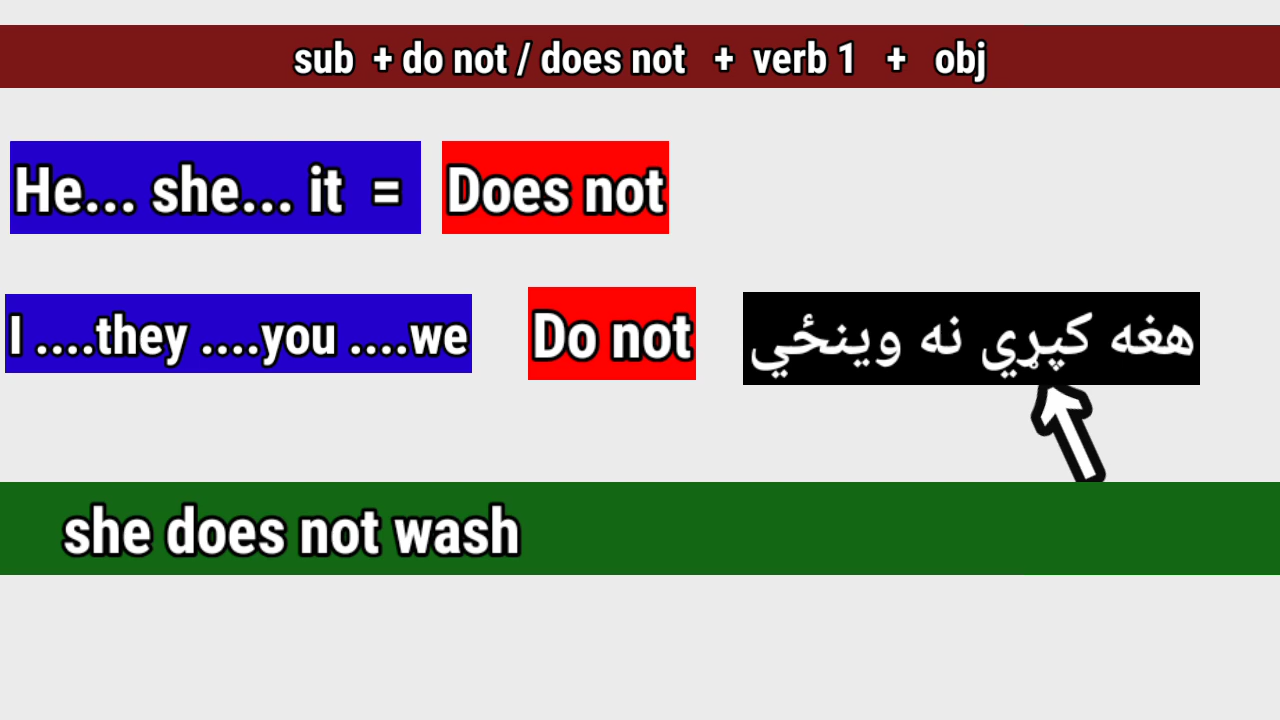 sub + do not / does not + verb 1 + obj
He... she... it =
Does not
I ....they ....you ....we
Do not
هغه کپړي نه وینځي
she does not wash